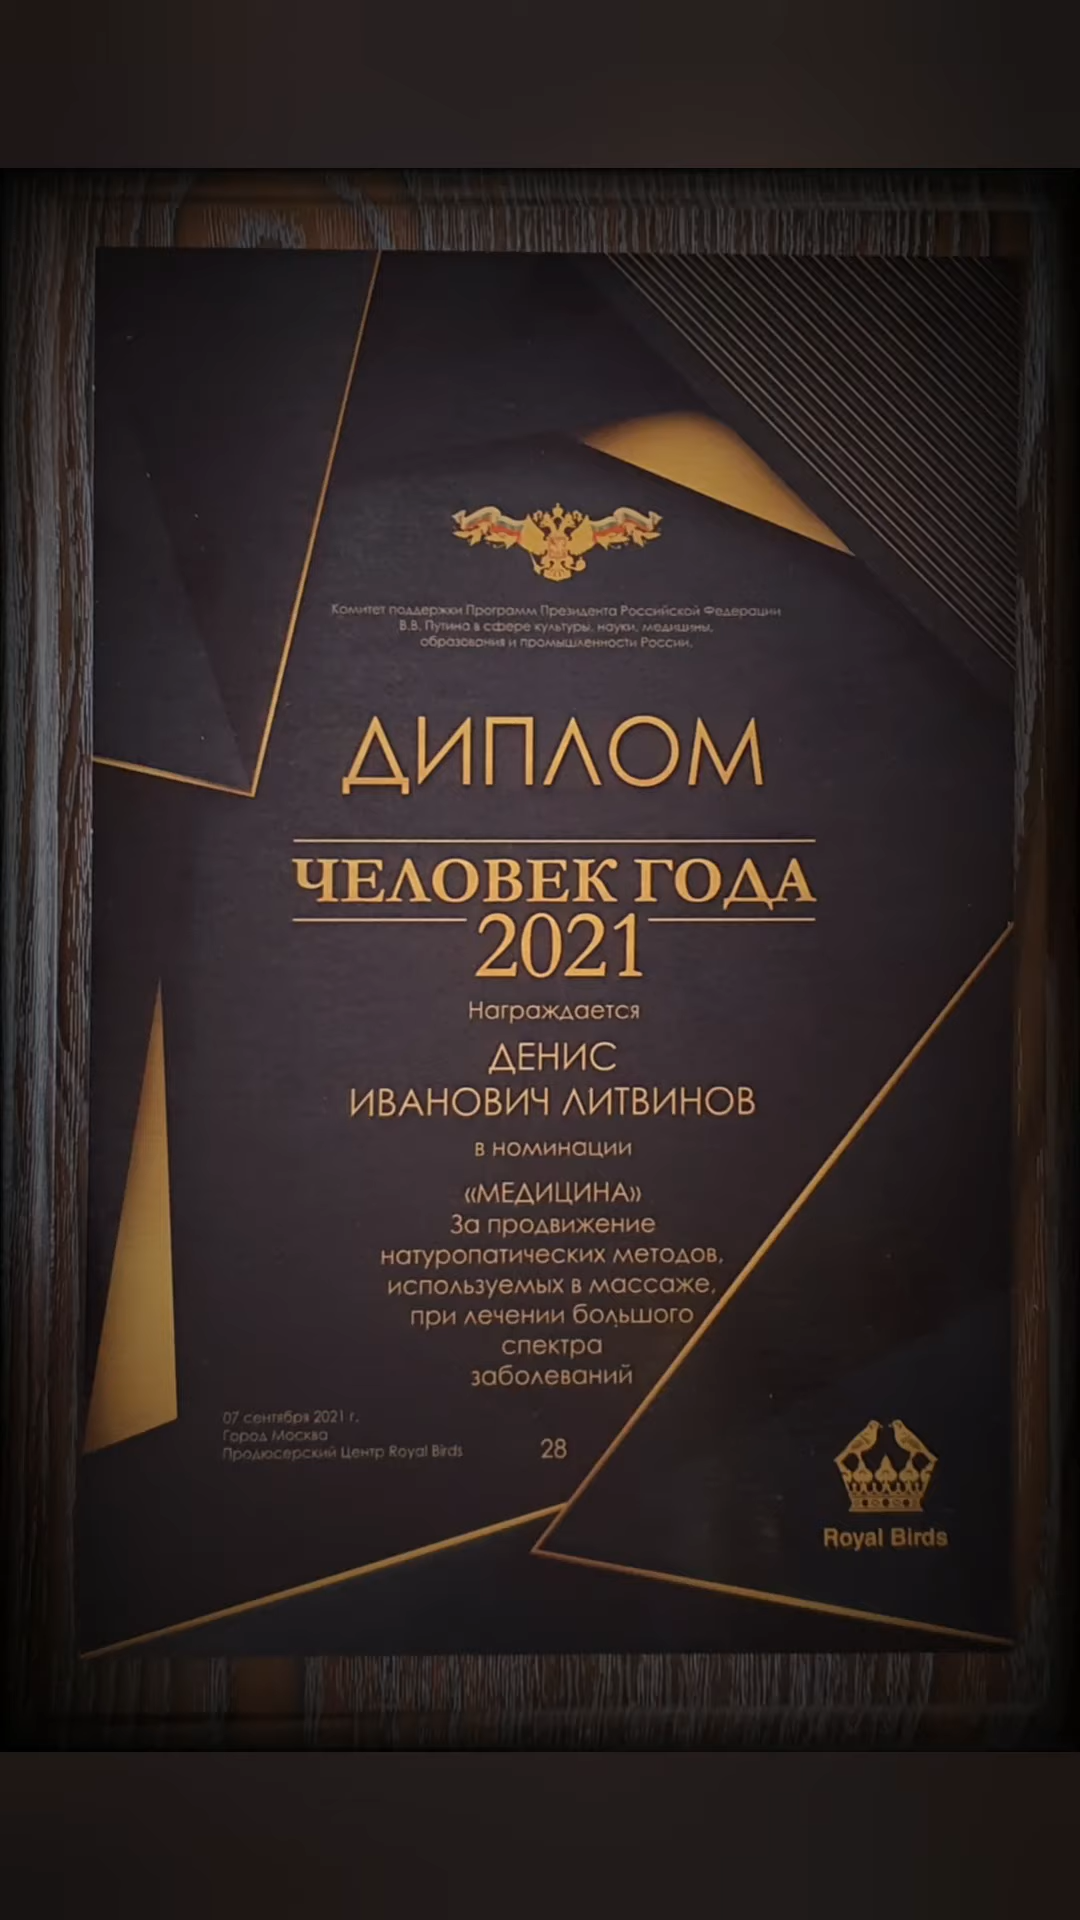 Комитет поддержки Программ Президента Российской Федерации
В.В. Путина в сфере культуры, науки, медицины,
образования и промышленности России.
ДИПЛОМ
ЧЕЛОВЕК ГОДА
2021
Награждается
ДЕНИС
ИВАНОВИЧ ЛИТВИНОВ
в номинации
«МЕДИЦИНА»
За продвижение
натуропатических методов,
используемых в массаже,
при лечении большого
спектра
заболеваний
07 сентября 2021 г.
Город Москва
Продюсерский Центр Royal Birds
28
Royal Birds